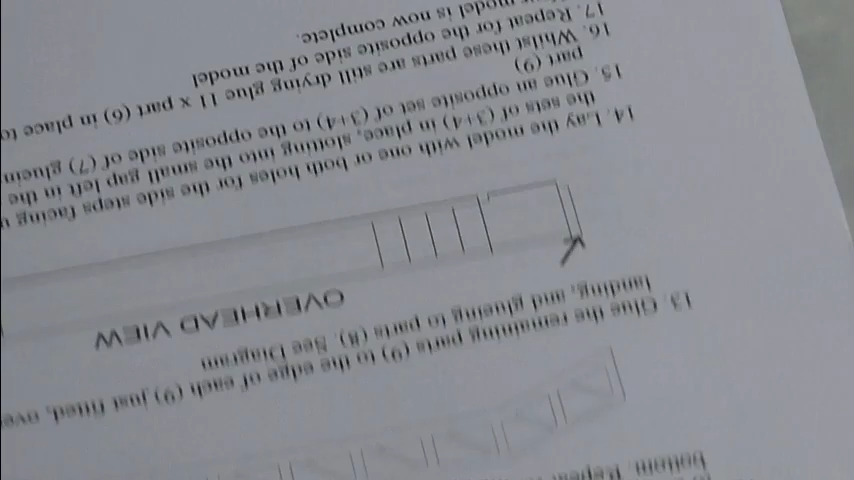 bottom. Repeat
13. Glue the remaining parts (9) to the edge of each (9) just fitted, over
landing, and glueing to parts (8). See Diagram
OVERHEAD VIEW
14. Lay the model with one or both holes for the side steps facing
the sets of (3+4) in place, slotting into the small gap left in the
15. Glue an opposite set of (3+4) to the opposite side of (7) gluein
part (9)
16. Whilst these parts are still drying glue 11 x part (6) in place to
17. Repeat for the opposite side of the model
model is now complete.